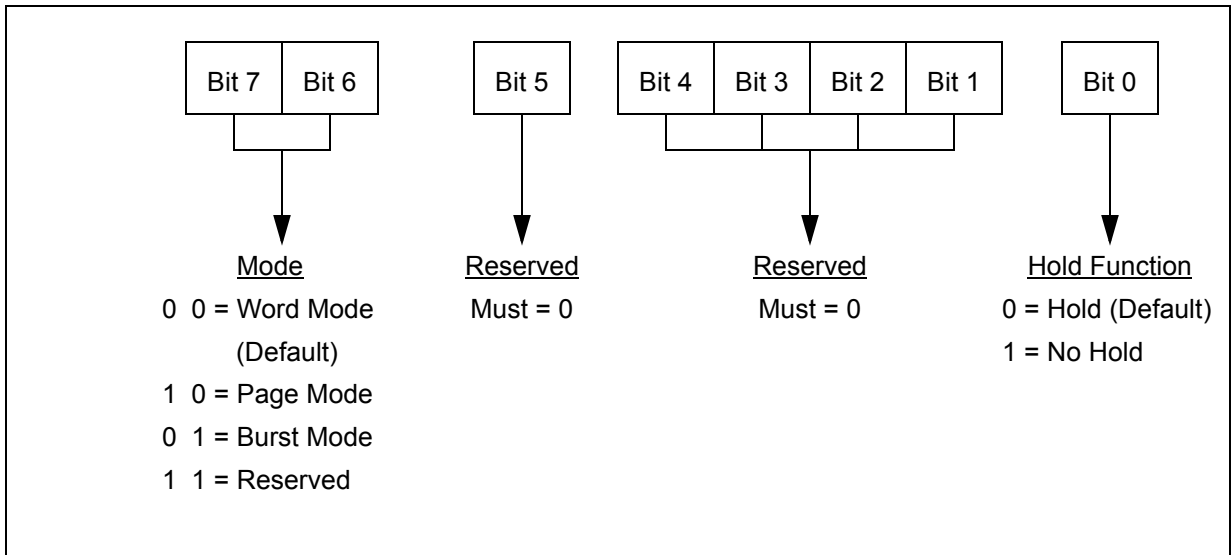 Bit 7 Bit 6 Bit 5 Bit 4 Bit 3 Bit 2 Bit 1 Bit 0
Mode
0 0 = Word Mode
(Default)
1 0 = Page Mode
0 1 = Burst Mode
1 1 = Reserved
Reserved
Must = 0
Reserved
Must = 0
Hold Function
0 = Hold (Default)
1 = No Hold